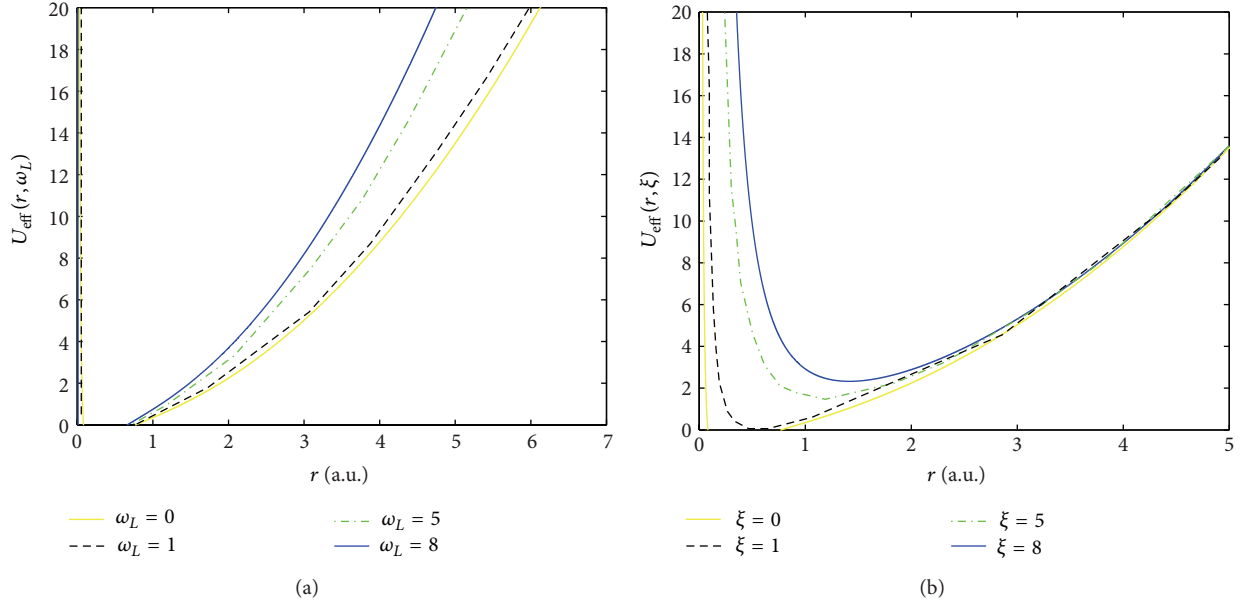 20
18
16
14
12
10
8
6
4
2
0
U_eff (r, ω_L)
0 1 2 3 4 5 6 7
r (a.u.)
ω_L = 0
ω_L = 5
ω_L = 1
ω_L = 8
(a)
20
18
16
14
12
10
8
6
4
2
0
U_eff (r, ξ)
0 1 2 3 4 5
r (a.u.)
ξ = 0
ξ = 5
ξ = 1
ξ = 8
(b)